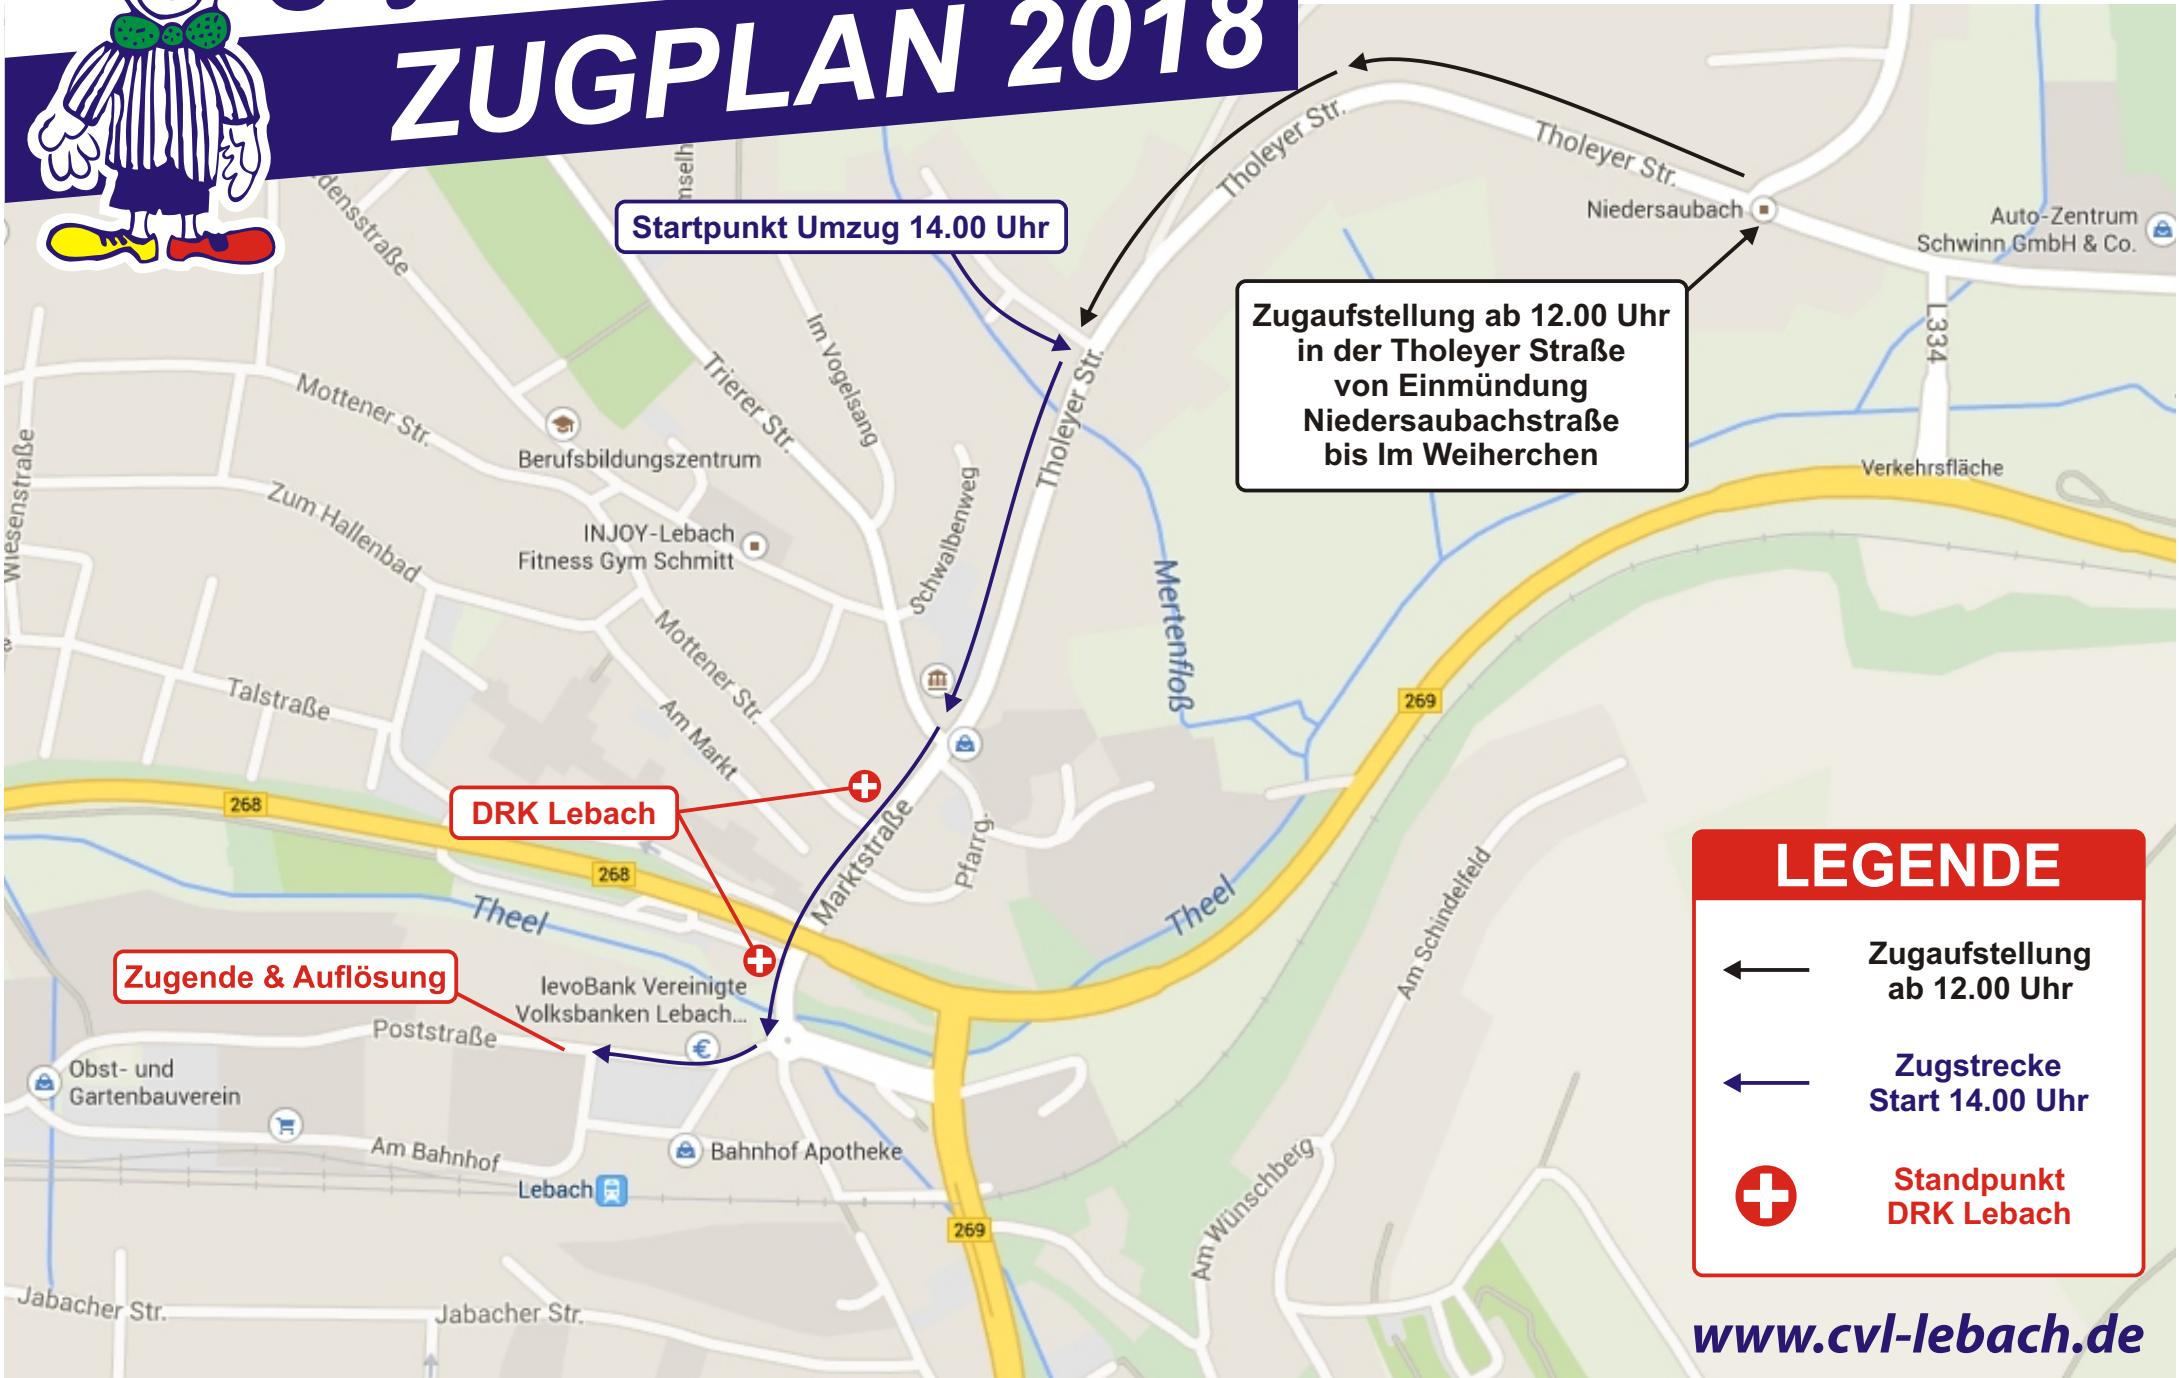 ZUGPLAN 2018
Startpunkt Umzug 14.00 Uhr
Tholeyer Str.
Tholeyer Str.
Niedersaubach
Auto-Zentrum
Schwinn GmbH & Co.
Zugaufstellung ab 12.00 Uhr
in der Tholeyer Straße
von Einmündung
Niedersaubachstraße
bis Im Weiherchen
L334
Verkehrsfläche
Im Vogelsang
Trierer Str.
Tholeyer Str.
Mottener Str.
Berufsbildungszentrum
Wiesenstraße
Zum Hallenbad
INJOY-Lebach
Fitness Gym Schmitt
Schwalbenweg
Mertenfloß
Mottener Str.
Talstraße
Am Markt
269
268
DRK Lebach
Marktstraße
Pfarrg.
268
Theel
Theel
Am Schindelfeld
Zugende & Auflösung
levoBank Vereinigte
Volksbanken Lebach...
Poststraße
€
Obst- und
Gartenbauverein
Am Bahnhof
Bahnhof Apotheke
Lebach
269
Am Wünschberg
Jabacher Str.
Jabacher Str.
LEGENDE
Zugaufstellung
ab 12.00 Uhr
Zugstrecke
Start 14.00 Uhr
Standpunkt
DRK Lebach
www.cvl-lebach.de